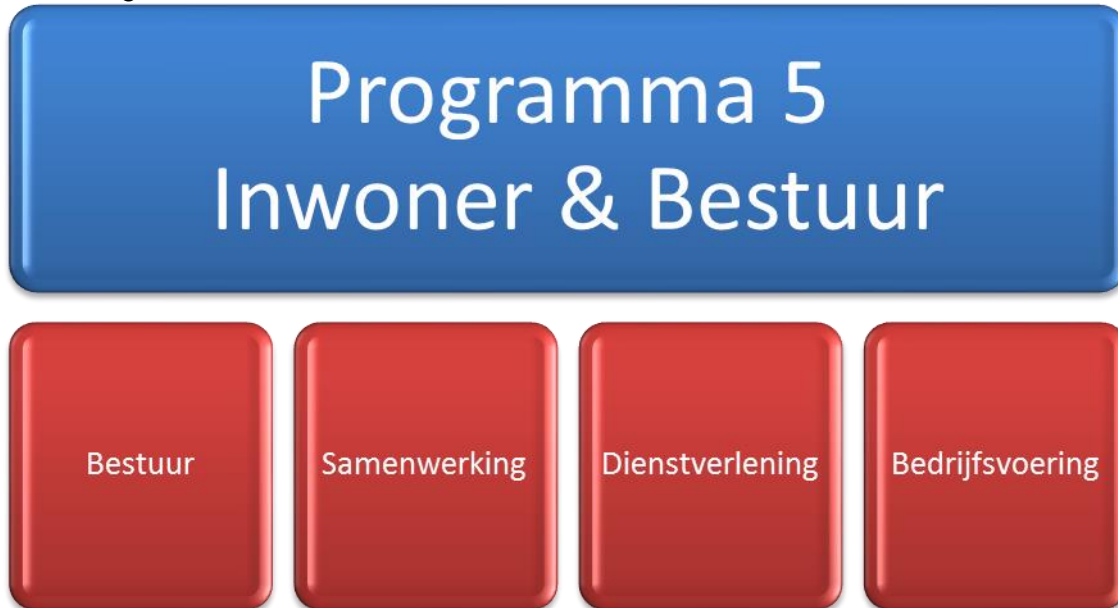 Programma 5
Inwoner & Bestuur
Bestuur
Samenwerking
Dienstverlening
Bedrijfsvoering